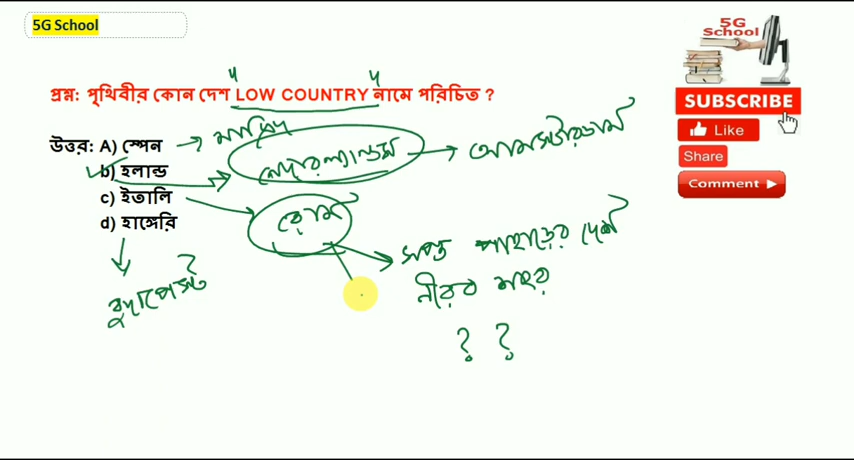 5G School
5G
School
প্রশ্ন: পৃথিবীর কোন দেশ "LOW COUNTRY" নামে পরিচিত ?
SUBSCRIBE
উত্তর: A) স্পেন → মাদ্রিদ
Like
b) হলান্ড → নেদারল্যান্ডস → আমস্টারডাম
Share
c) ইতালি → রোম
Comment
d) হাঙ্গেরি
সপ্ত পাহাড়ের দেশ
নীরব শহর
বুদাপেস্ট
? ?